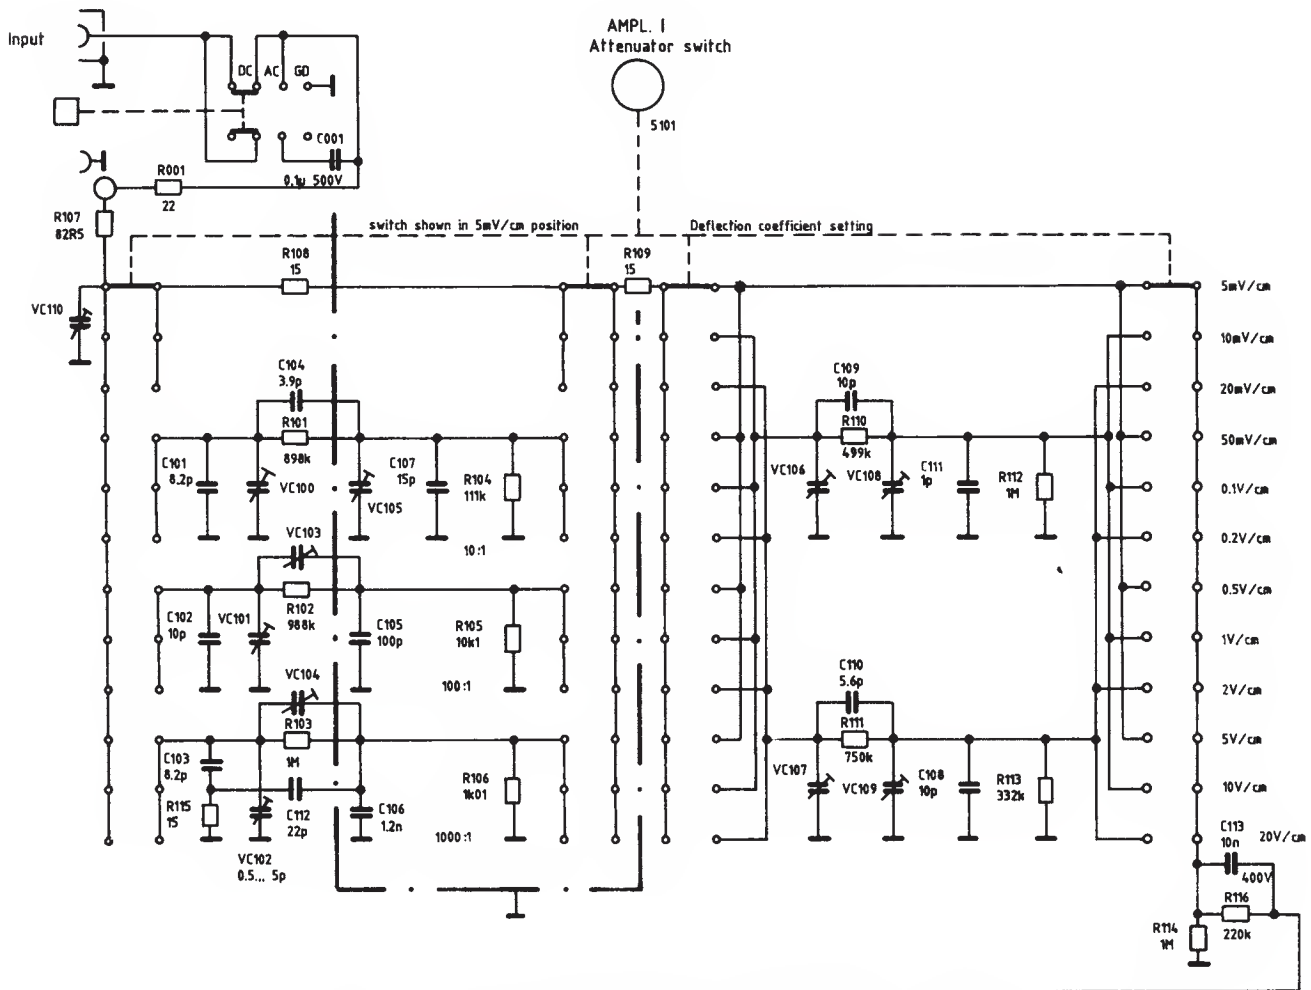 AMPL. I
Attenuator switch
Input
DC AC GD
S101
C001
0,1µ 500V
R001
22
R107
82R5
switch shown in 5mV/cm position
Deflection coefficient setting
R108
15
R109
15
VC110
5mV/cm
10mV/cm
20mV/cm
50mV/cm
0.1V/cm
0.2V/cm
0.5V/cm
1V/cm
2V/cm
5V/cm
10V/cm
20V/cm
C104
3.9p
R101
898k
C101
8.2p
VC100
VC105
C107
15p
R104
111k
10:1
C109
10p
R110
499k
VC106
VC108
C111
1p
R112
1M
VC103
R102
988k
C102
10p
VC101
C105
100p
R105
10k1
100:1
VC104
R103
1M
C103
8.2p
R115
15
C112
22p
VC102
0.5... 5p
C106
1.2n
R106
1k01
1000:1
C110
5.6p
R111
750k
VC107
VC109
C108
10p
R113
332k
C113
10n
400V
R116
220k
R114
1M